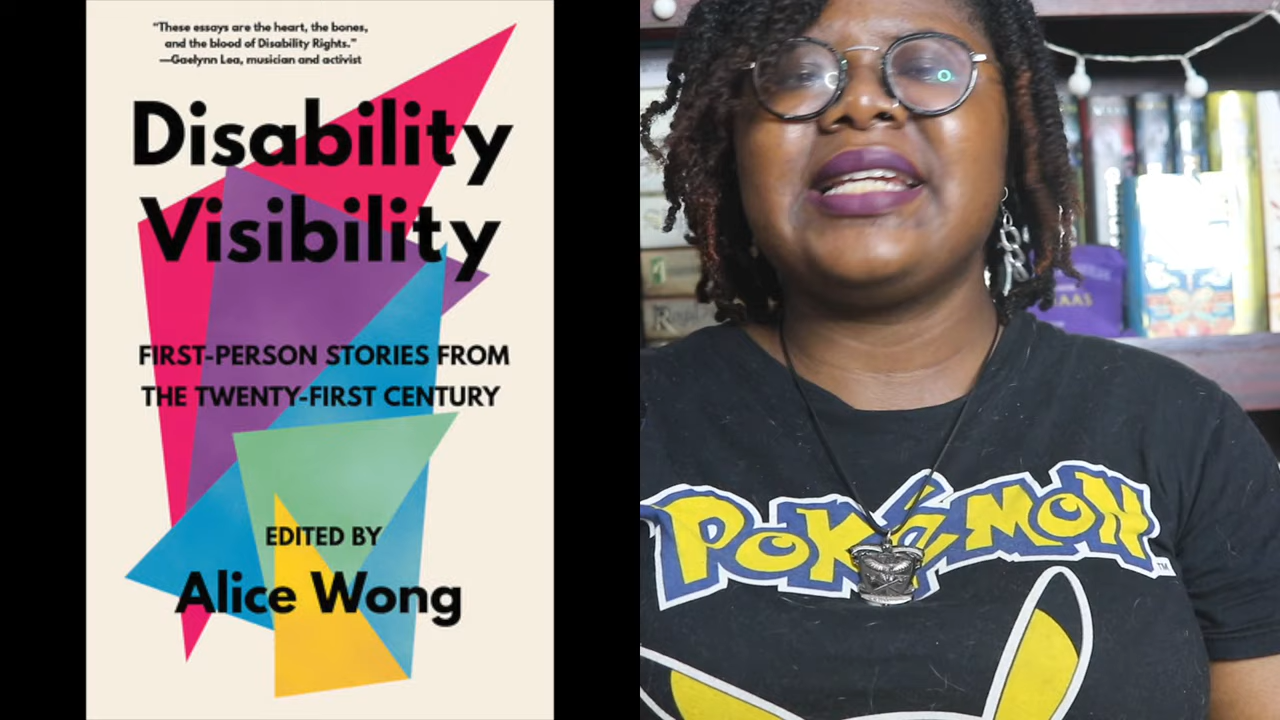 “These essays are the heart, the bones,
and the blood of Disability Rights.”
—Gaelynn Lea, musician and activist
Disability
Visibility
FIRST-PERSON STORIES FROM
THE TWENTY-FIRST CENTURY
EDITED BY
Alice Wong
POKéMON
TM